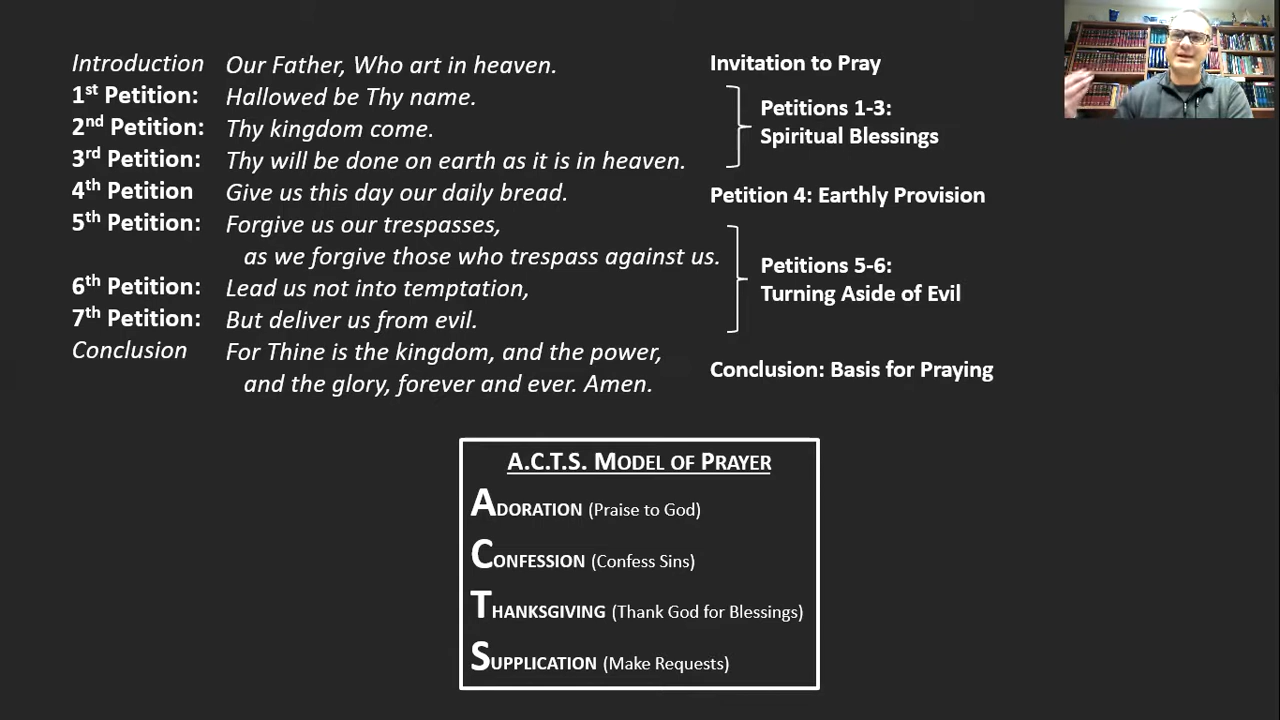 Introduction Our Father, Who art in heaven.
1st Petition: Hallowed be Thy name.
2nd Petition: Thy kingdom come.
3rd Petition: Thy will be done on earth as it is in heaven.
4th Petition Give us this day our daily bread.
5th Petition: Forgive us our trespasses,
as we forgive those who trespass against us.
6th Petition: Lead us not into temptation,
7th Petition: But deliver us from evil.
Conclusion For Thine is the kingdom, and the power,
and the glory, forever and ever. Amen.
Invitation to Pray
Petitions 1-3:
Spiritual Blessings
Petition 4: Earthly Provision
Petitions 5-6:
Turning Aside of Evil
Conclusion: Basis for Praying
A.C.T.S. MODEL OF PRAYER
ADORATION (Praise to God)
CONFESSION (Confess Sins)
THANKSGIVING (Thank God for Blessings)
SUPPLICATION (Make Requests)